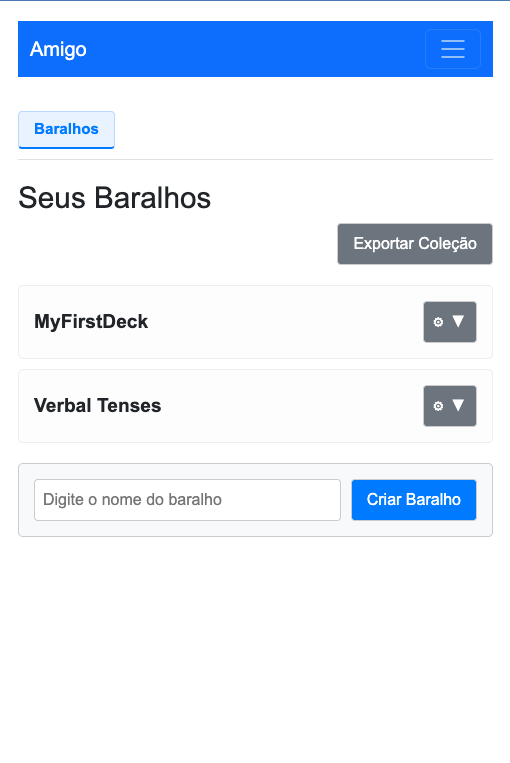 Amigo
Baralhos
Seus Baralhos
Exportar Coleção
MyFirstDeck
⚙ ▼
Verbal Tenses
⚙ ▼
Digite o nome do baralho
Criar Baralho